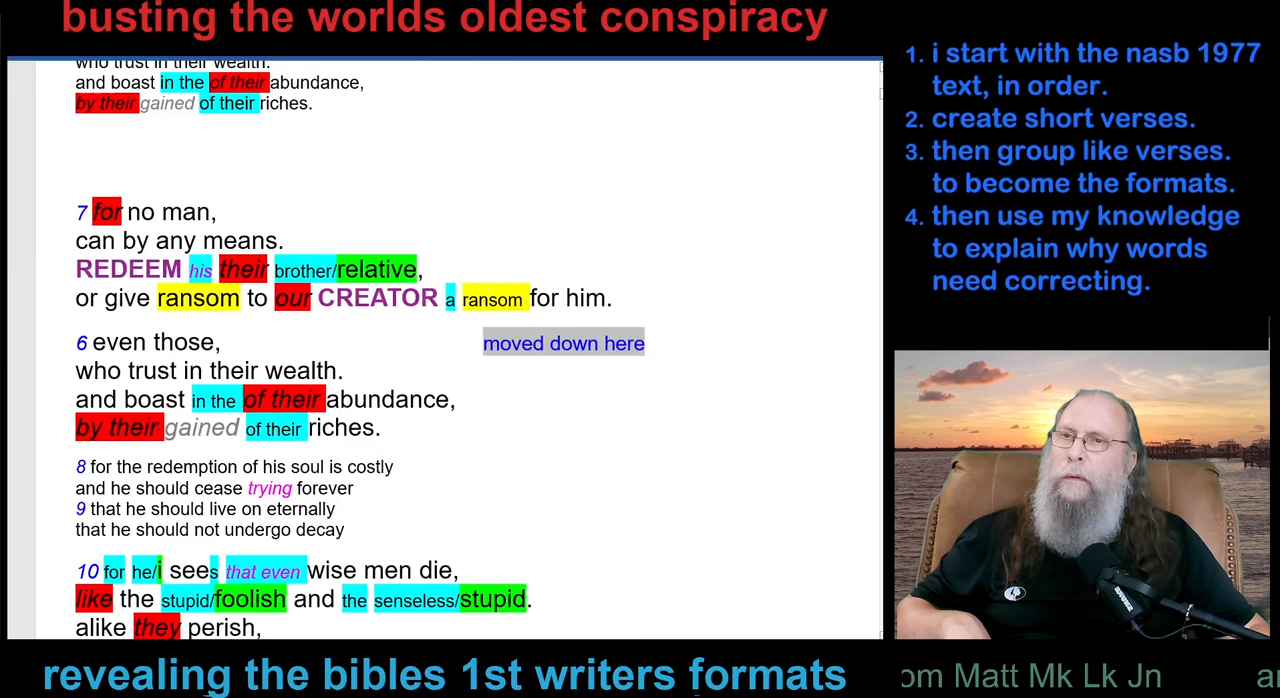 busting the worlds oldest conspiracy
who trust in their wealth.
and boast in the of their abundance,
by their gained of their riches.
7 for no man,
can by any means.
REDEEM his their brother/relative,
or give ransom to our CREATOR a ransom for him.
6 even those,
moved down here
who trust in their wealth.
and boast in the of their abundance,
by their gained of their riches.
8 for the redemption of his soul is costly
and he should cease trying forever
9 that he should live on eternally
that he should not undergo decay
10 for he/i sees that even wise men die,
like the stupid/foolish and the senseless/stupid.
alike they perish,
1. i start with the nasb 1977
text, in order.
2. create short verses.
3. then group like verses.
to become the formats.
4. then use my knowledge
to explain why words
need correcting.
revealing the bibles 1st writers formats
om Matt Mk Lk Jn